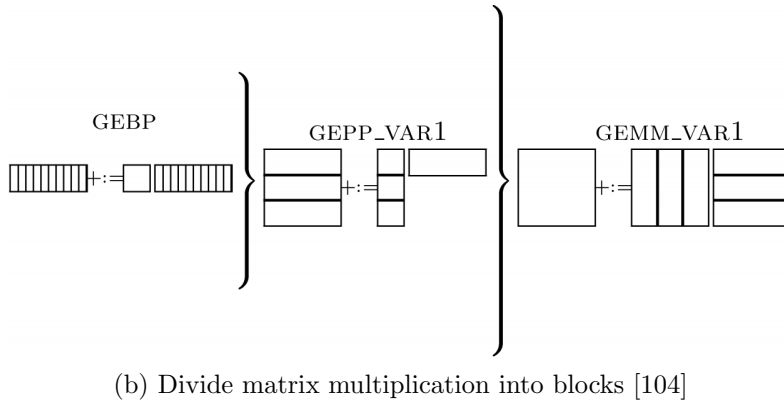 GEBP
GEPP_VAR1
GEMM_VAR1
+:=
+:=
+:=
(b) Divide matrix multiplication into blocks [104]